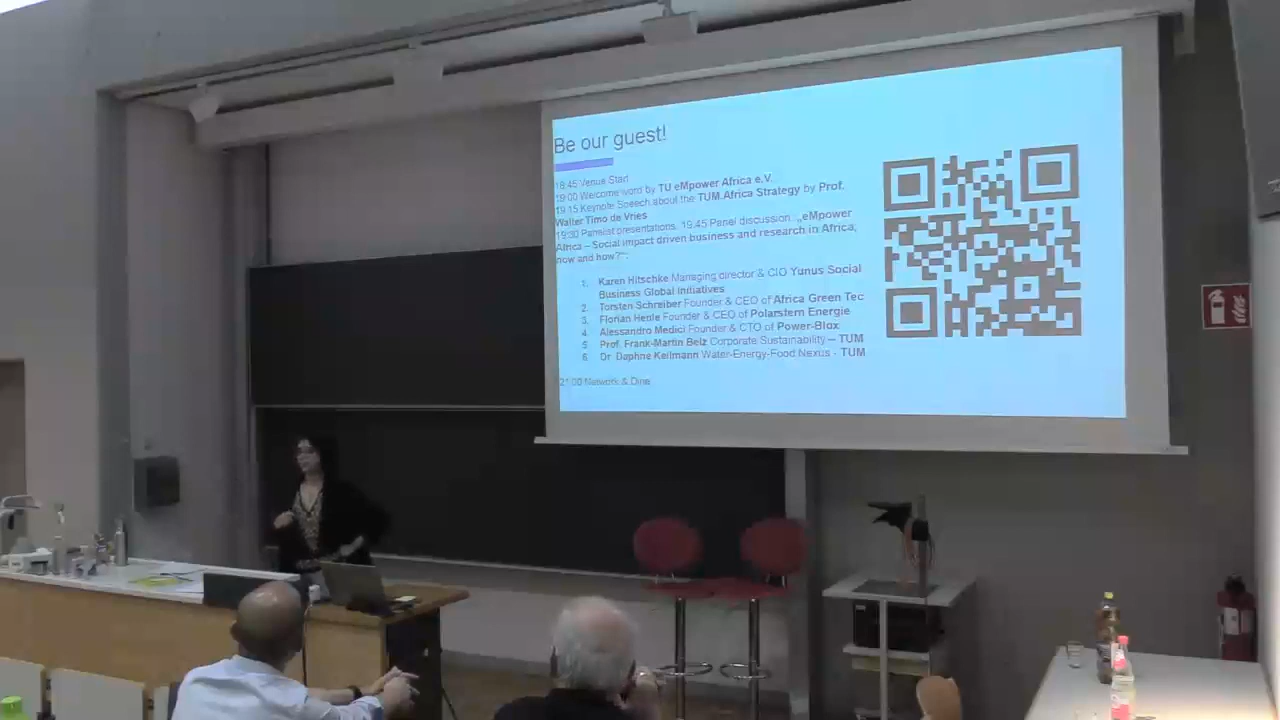 Be our guest!
18:45 Venue Start
19:00 Welcome word by TU eMpower Africa e.V.
19:15 Keynote Speech about the TUM.Africa Strategy by Prof.
Walter Timo de Vries
19:30 Panelist presentations, 19:45 Panel discussion: „eMpower
Africa – Social impact driven business and research in Africa,
now and how?“:
1. Karen Hitschke Managing director & CIO Yunus Social
Business Global Initiatives
2. Torsten Schreiber Founder & CEO of Africa Green Tec
3. Florian Henle Founder & CEO of Polarstern Energie
4. Alessandro Medici Founder & CTO of Power-Blox
5. Prof. Frank-Martin Belz Corporate Sustainability – TUM
6. Dr. Daphne Keilmann Water-Energy-Food Nexus - TUM
21:00 Network & Dine